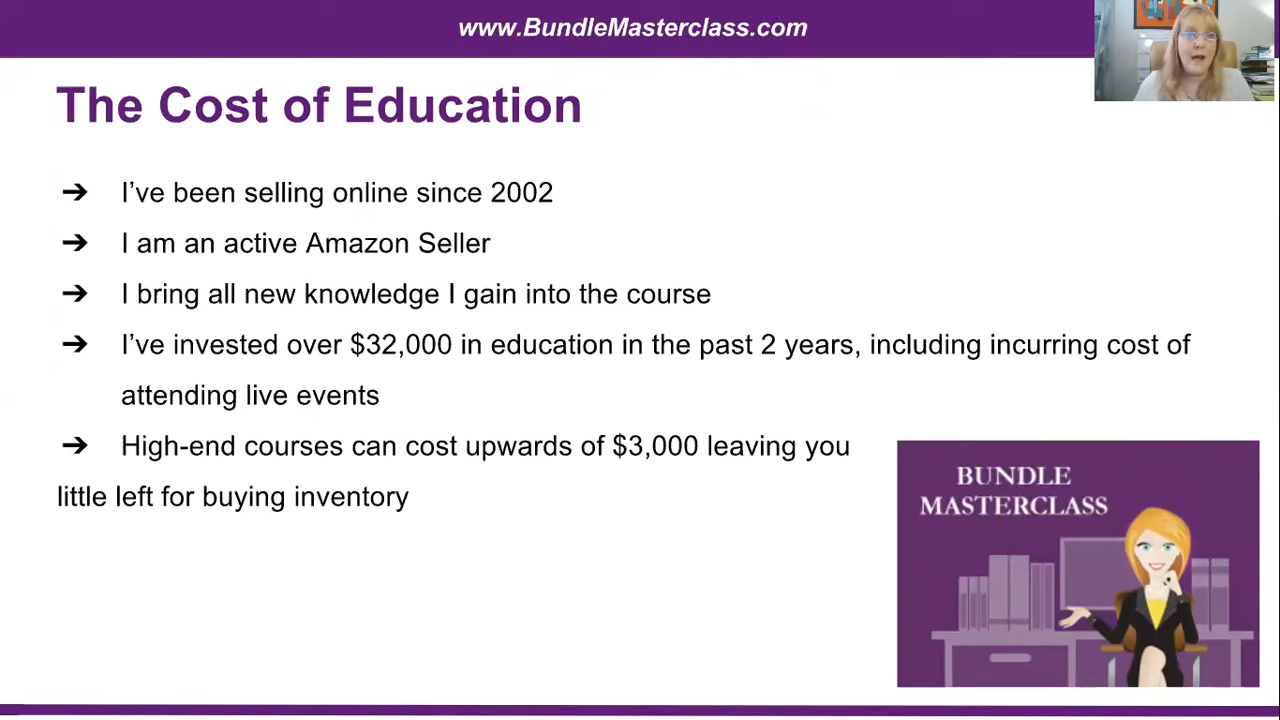 www.BundleMasterclass.com
The Cost of Education
➔ I’ve been selling online since 2002
➔ I am an active Amazon Seller
➔ I bring all new knowledge I gain into the course
➔ I’ve invested over $32,000 in education in the past 2 years, including incurring cost of
attending live events
➔ High-end courses can cost upwards of $3,000 leaving you
little left for buying inventory
BUNDLE
MASTERCLASS